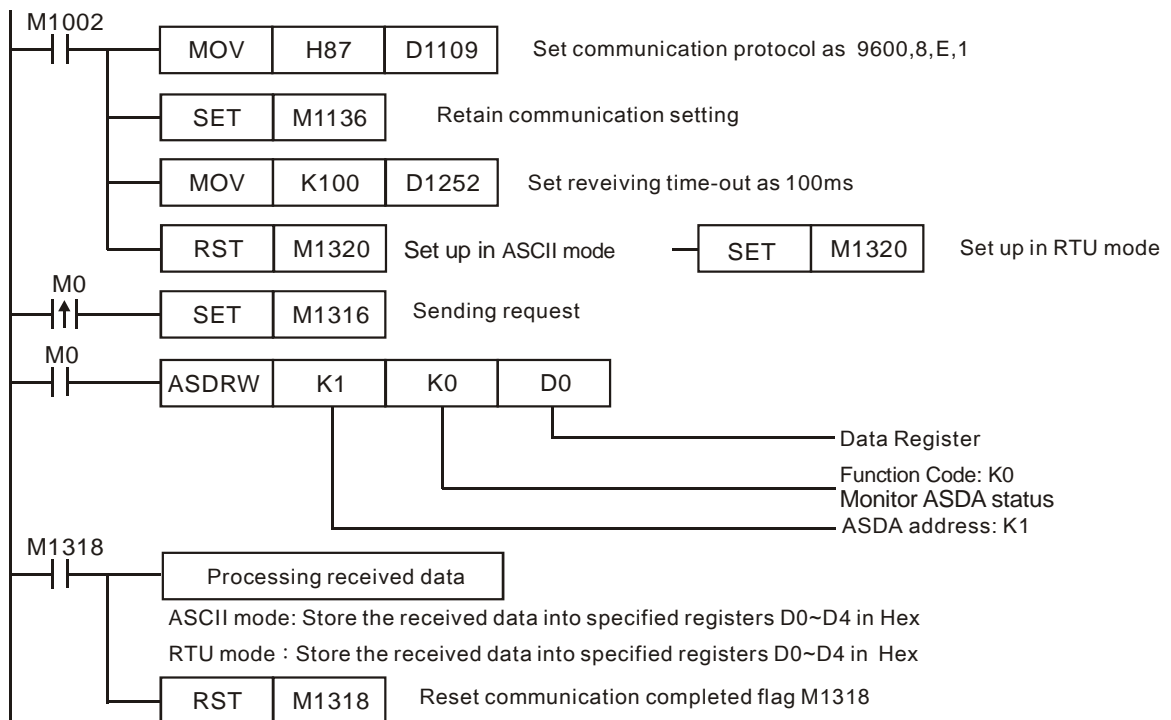 M1002
MOV H87 D1109 Set communication protocol as 9600,8,E,1
SET M1136 Retain communication setting
MOV K100 D1252 Set reveiving time-out as 100ms
RST M1320 Set up in ASCII mode SET M1320 Set up in RTU mode
M0
SET M1316 Sending request
M0
ASDRW K1 K0 D0
Data Register
Function Code: K0
Monitor ASDA status
ASDA address: K1
M1318
Processing received data
ASCII mode: Store the received data into specified registers D0~D4 in Hex
RTU mode：Store the received data into specified registers D0~D4 in Hex
RST M1318 Reset communication completed flag M1318